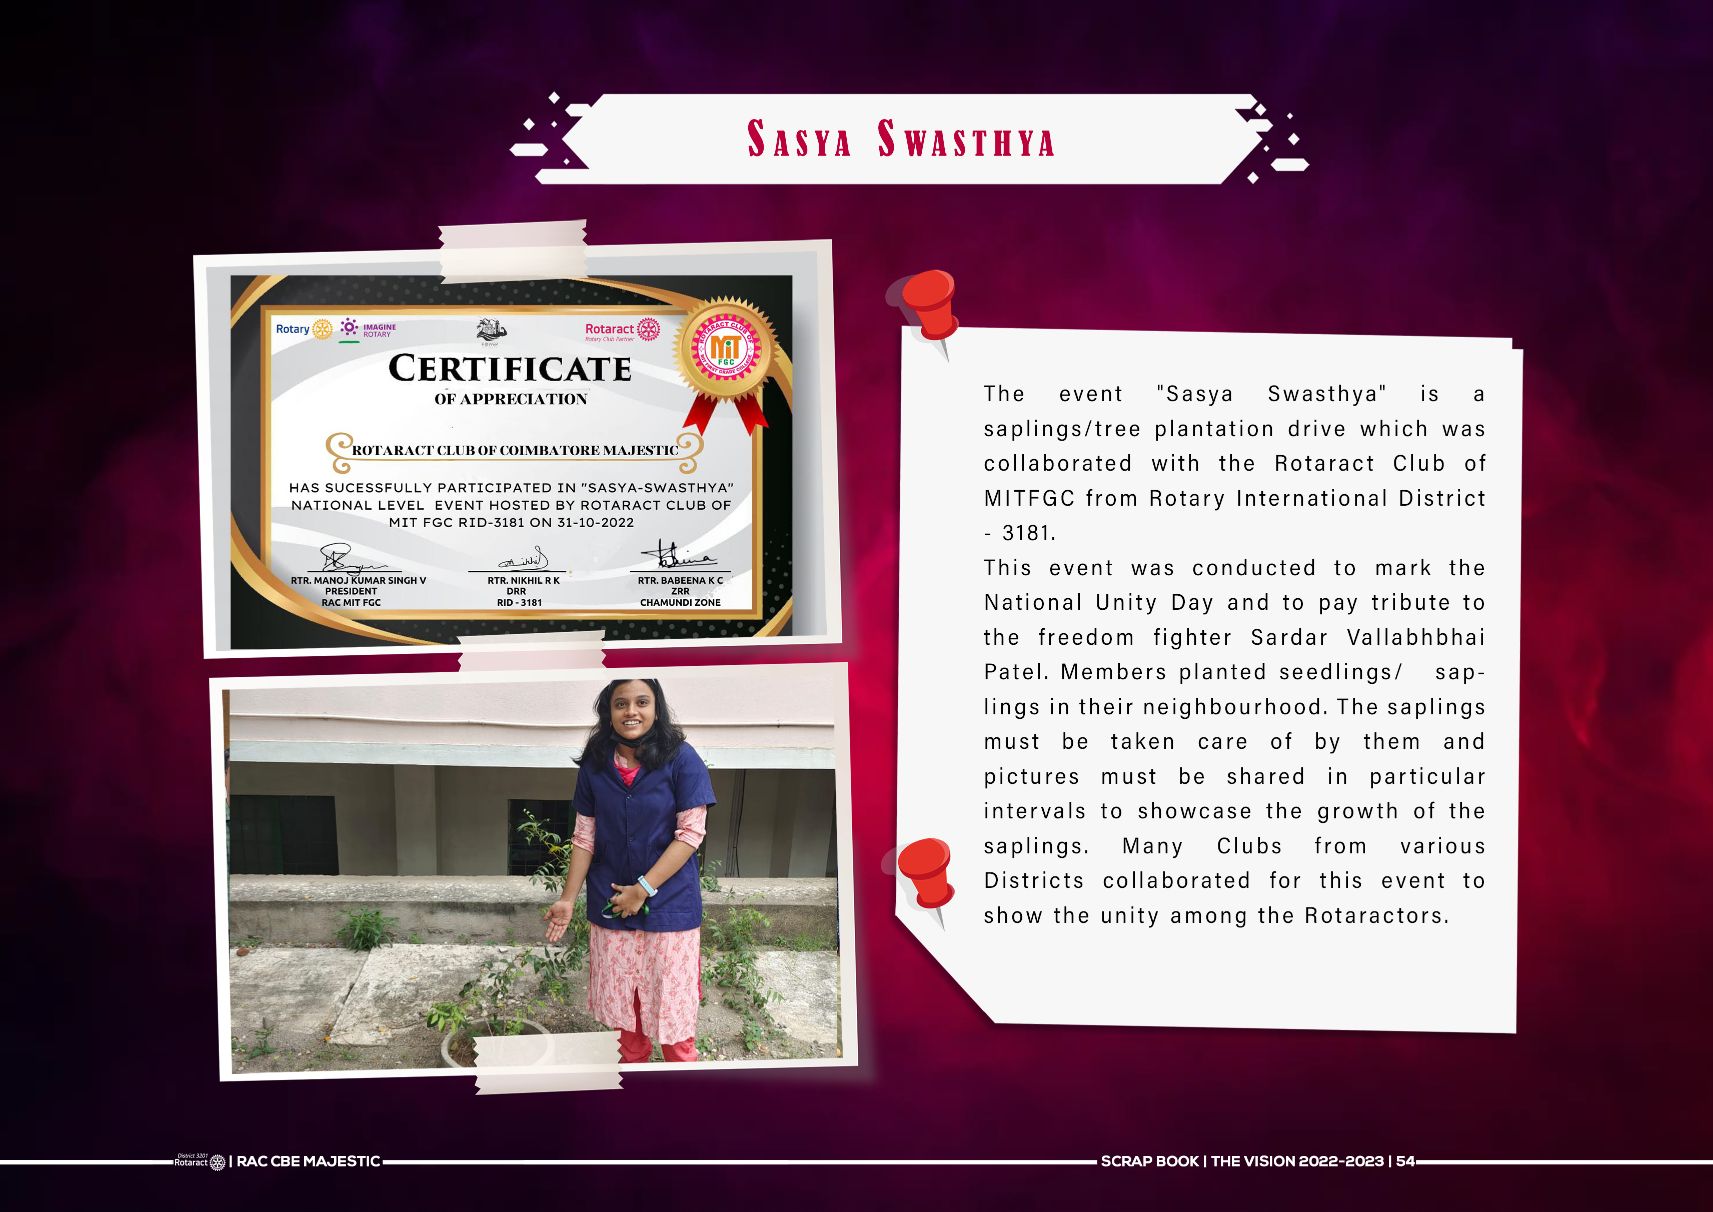 Sasya Swasthya
Rotary
IMAGINE
ROTARY
Rotaract
Rotary Club Partner
ROTARACT CLUB OF
MIT
FGC
MIT FIRST GRADE COLLEGE
CERTIFICATE
OF APPRECIATION
ROTARACT CLUB OF COIMBATORE MAJESTIC
HAS SUCESSFULLY PARTICIPATED IN "SASYA-SWASTHYA"
NATIONAL LEVEL EVENT HOSTED BY ROTARACT CLUB OF
MIT FGC RID-3181 ON 31-10-2022
RTR. MANOJ KUMAR SINGH V
PRESIDENT
RAC MIT FGC
RTR. NIKHIL R K
DRR
RID - 3181
RTR. BABEENA K C
ZRR
CHAMUNDI ZONE
The event "Sasya Swasthya" is a
saplings/tree plantation drive which was
collaborated with the Rotaract Club of
MITFGC from Rotary International District
- 3181.
This event was conducted to mark the
National Unity Day and to pay tribute to
the freedom fighter Sardar Vallabhbhai
Patel. Members planted seedlings/ sap-
lings in their neighbourhood. The saplings
must be taken care of by them and
pictures must be shared in particular
intervals to showcase the growth of the
saplings. Many Clubs from various
Districts collaborated for this event to
show the unity among the Rotaractors.
District 3201
Rotaract | RAC CBE MAJESTIC
SCRAP BOOK | THE VISION 2022-2023 | 54